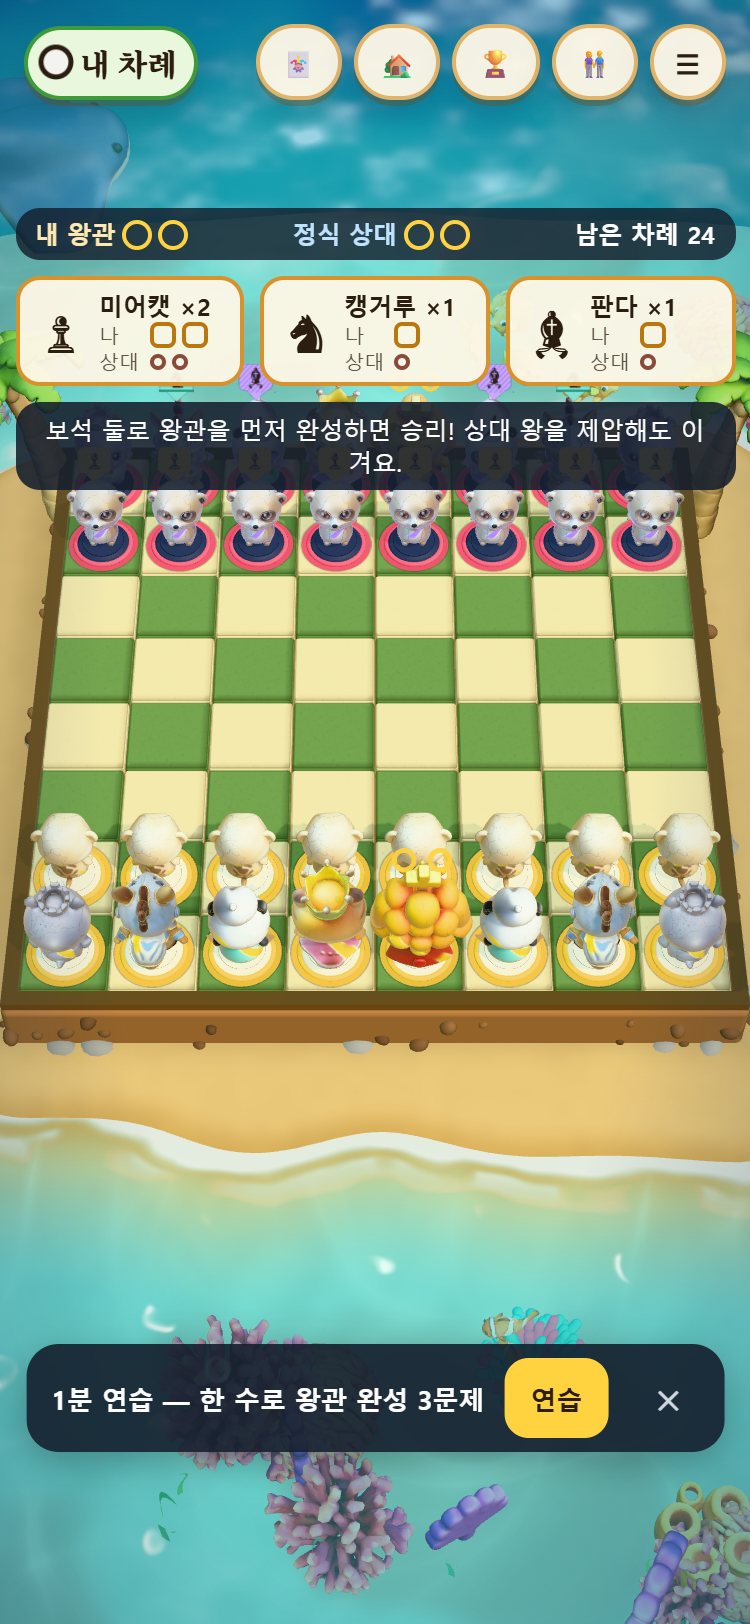 내 차례
내 왕관
정식 상대
남은 차례 24
미어캣 ×2
나
상대
캥거루 ×1
나
상대
판다 ×1
나
상대
보석 둘로 왕관을 먼저 완성하면 승리! 상대 왕을 제압해도 이
겨요.
1분 연습 — 한 수로 왕관 완성 3문제
연습